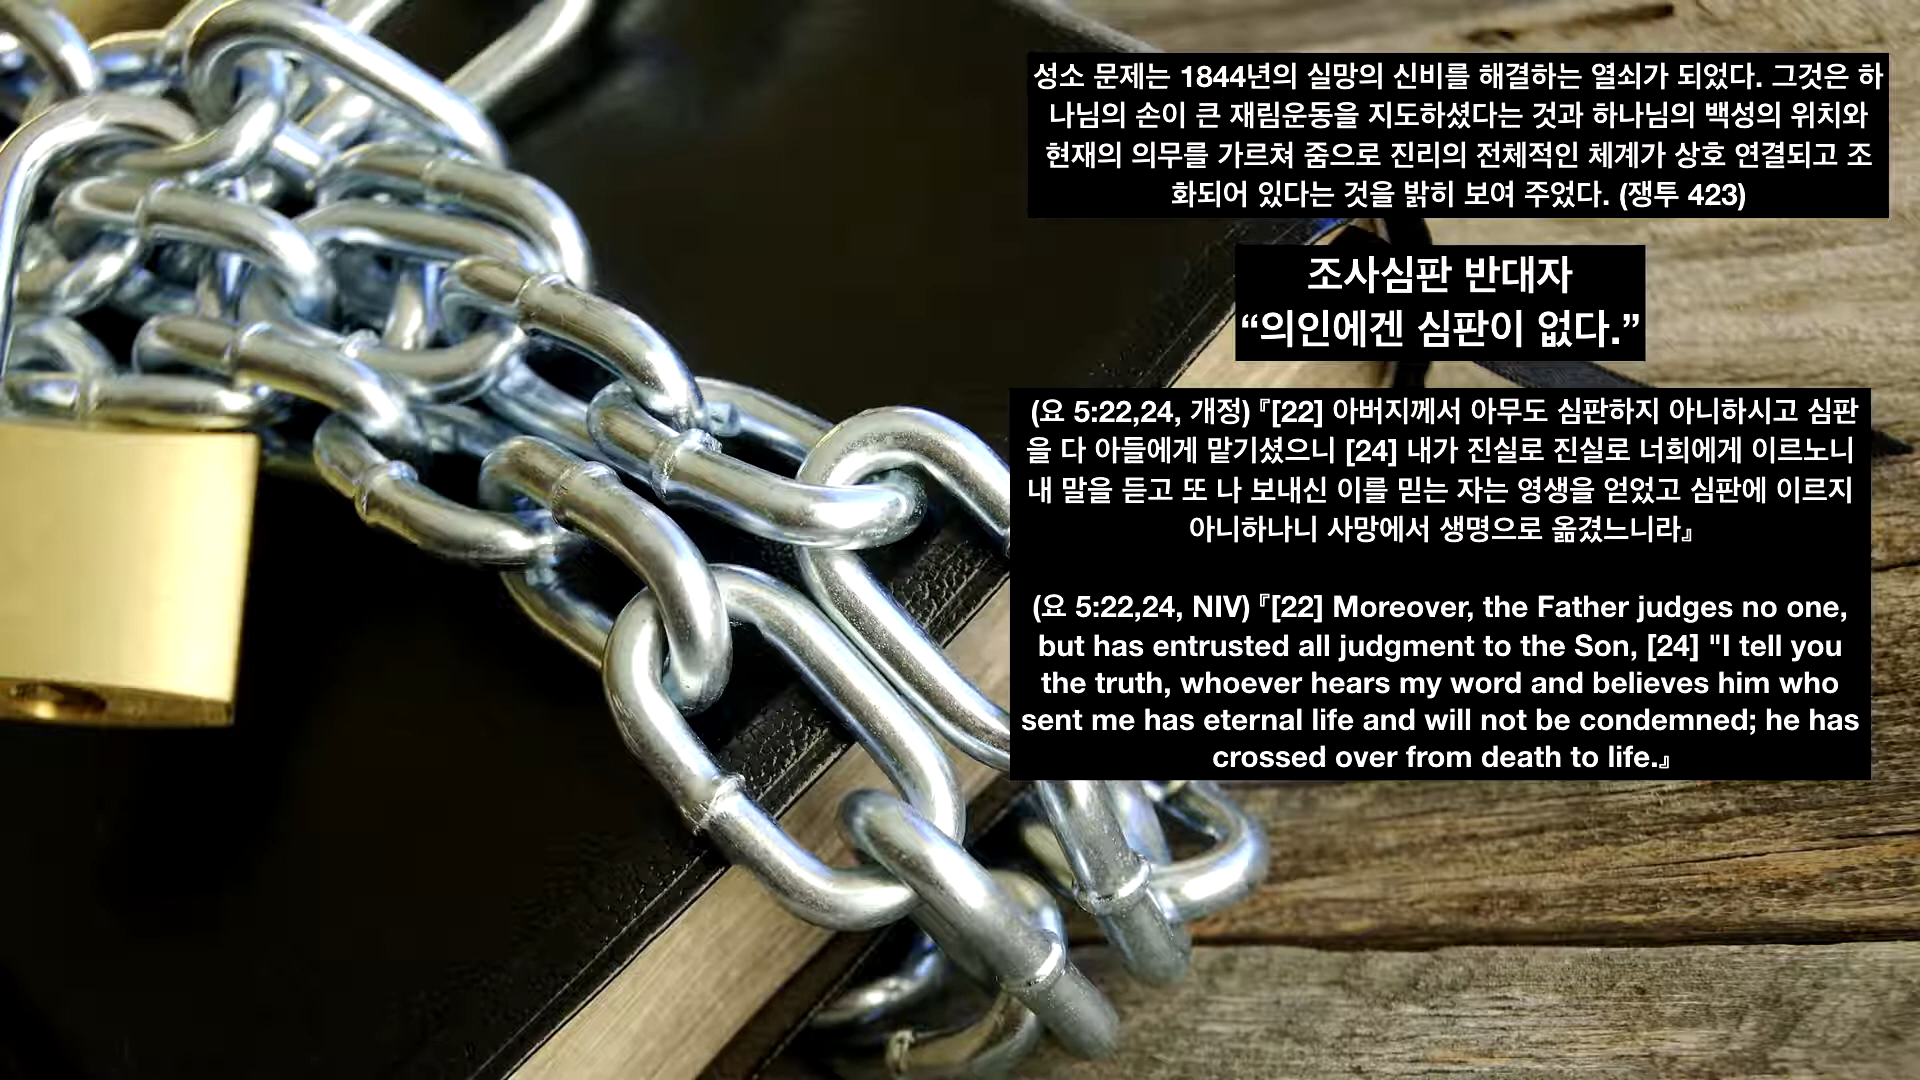 성소 문제는 1844년의 실망의 신비를 해결하는 열쇠가 되었다. 그것은 하
나님의 손이 큰 재림운동을 지도하셨다는 것과 하나님의 백성의 위치와
현재의 의무를 가르쳐 줌으로 진리의 전체적인 체계가 상호 연결되고 조
화되어 있다는 것을 밝히 보여 주었다. (쟁투 423)
조사심판 반대자
“의인에겐 심판이 없다.”
(요 5:22,24, 개정)『[22] 아버지께서 아무도 심판하지 아니하시고 심판
을 다 아들에게 맡기셨으니 [24] 내가 진실로 진실로 너희에게 이르노니
내 말을 듣고 또 나 보내신 이를 믿는 자는 영생을 얻었고 심판에 이르지
아니하나니 사망에서 생명으로 옮겼느니라』
(요 5:22,24, NIV)『[22] Moreover, the Father judges no one,
but has entrusted all judgment to the Son, [24] "I tell you
the truth, whoever hears my word and believes him who
sent me has eternal life and will not be condemned; he has
crossed over from death to life.』